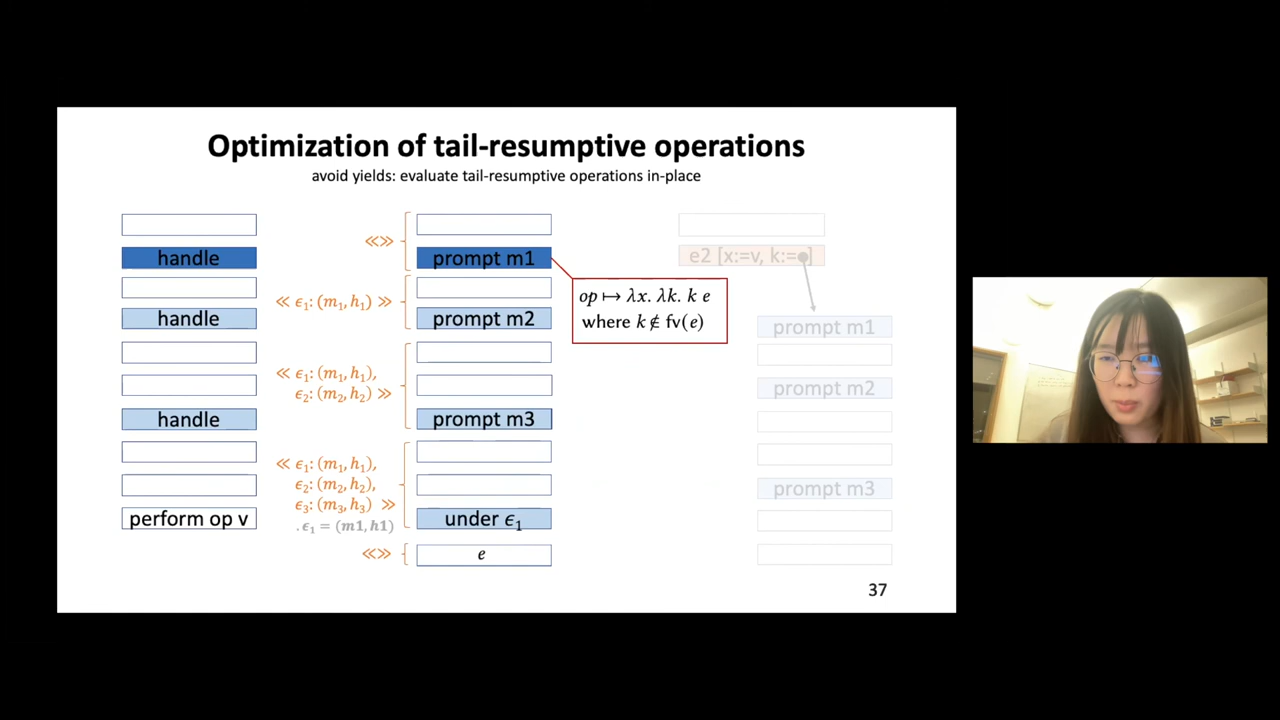 Optimization of tail-resumptive operations
avoid yields: evaluate tail-resumptive operations in-place
handle
handle
handle
perform op v
≪≫
≪ ϵ₁: (m₁, h₁) ≫
≪ ϵ₁: (m₁, h₁),
ϵ₂: (m₂, h₂) ≫
≪ ϵ₁: (m₁, h₁),
ϵ₂: (m₂, h₂),
ϵ₃: (m₃, h₃) ≫
. ϵ₁ = (m1, h1)
≪≫
prompt m1
prompt m2
prompt m3
under ϵ₁
e
op ↦ λx. λk. k e
where k ∉ fv(e)
e2 [x:=v, k:=●]
prompt m1
prompt m2
prompt m3
37